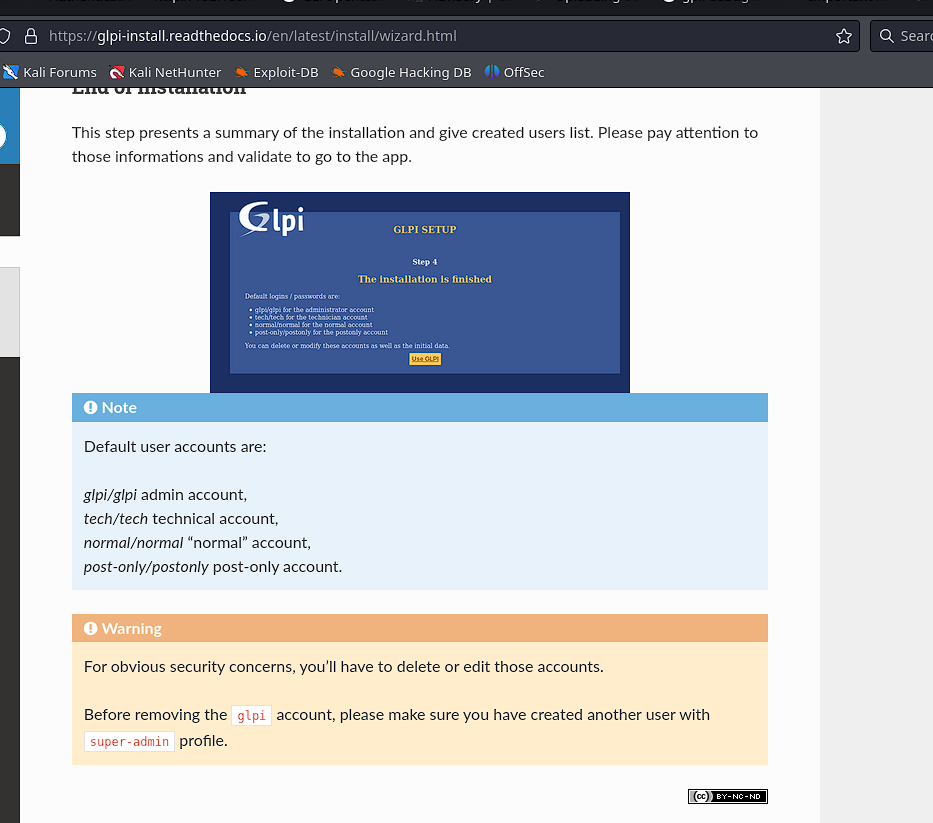 https://glpi-install.readthedocs.io/en/latest/install/wizard.html
Sear
Kali Forums Kali NetHunter Exploit-DB Google Hacking DB OffSec
End of installation
This step presents a summary of the installation and give created users list. Please pay attention to
those informations and validate to go to the app.
Glpi
GLPI SETUP
Step 4
The installation is finished
Default logins / passwords are:
• glpi/glpi for the administrator account
• tech/tech for the technician account
• normal/normal for the normal account
• post-only/postonly for the postonly account
You can delete or modify these accounts as well as the initial data.
Use GLPI
Note
Default user accounts are:
glpi/glpi admin account,
tech/tech technical account,
normal/normal “normal” account,
post-only/postonly post-only account.
Warning
For obvious security concerns, you’ll have to delete or edit those accounts.
Before removing the glpi account, please make sure you have created another user with
super-admin profile.
cc BY-NC-ND